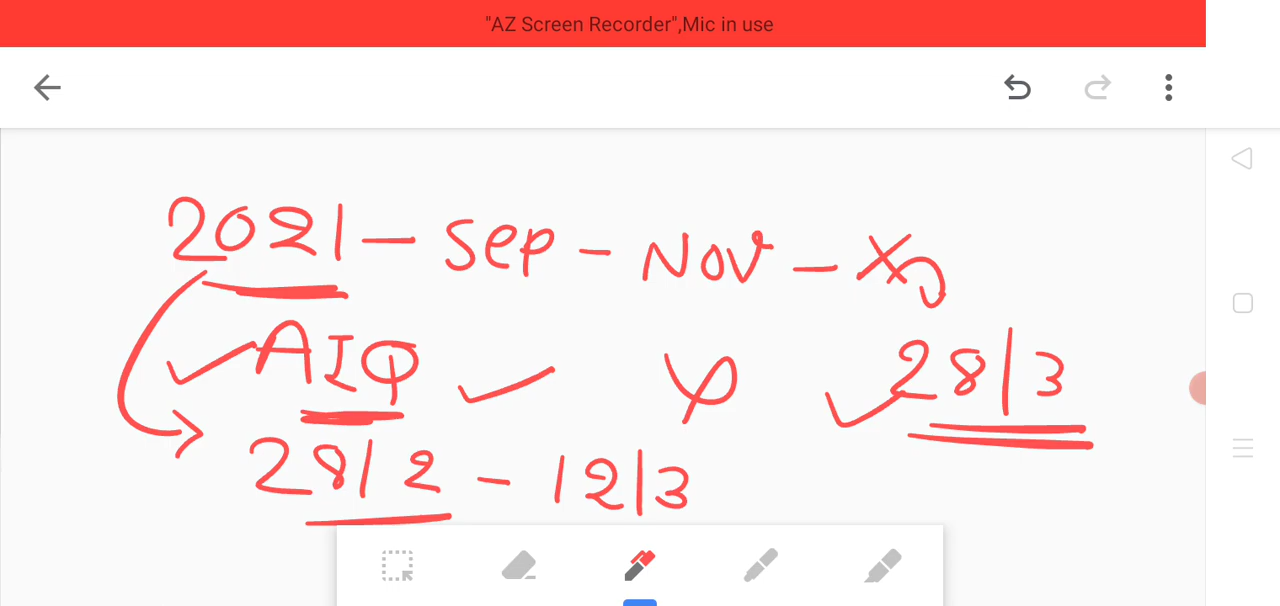 "AZ Screen Recorder",Mic in use
2021 - Sep - Nov -
AIQ 28/3
28/2 - 12/3